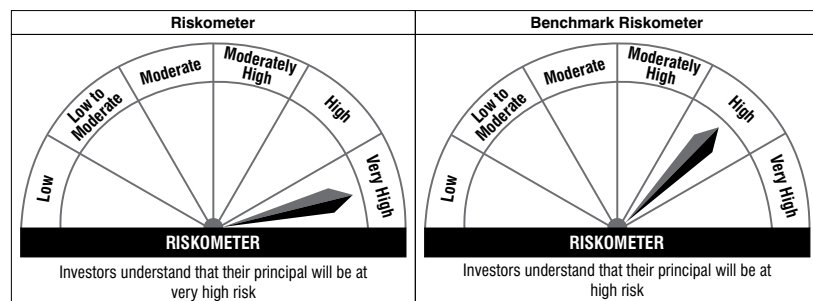 Riskometer
Low
Low to
Moderate
Moderate
Moderately
High
High
Very High
RISKOMETER
Investors understand that their principal will be at
very high risk
Benchmark Riskometer
Low
Low to
Moderate
Moderate
Moderately
High
High
Very High
RISKOMETER
Investors understand that their principal will be at
high risk